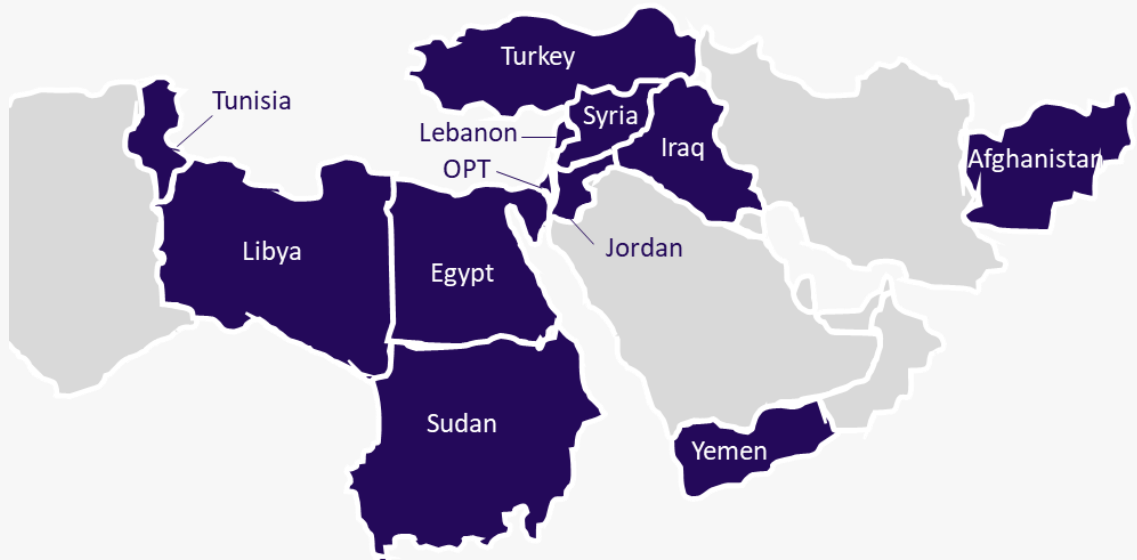 Turkey
Tunisia
Syria
Lebanon
Iraq
Afghanistan
OPT
Libya
Jordan
Egypt
Sudan
Yemen